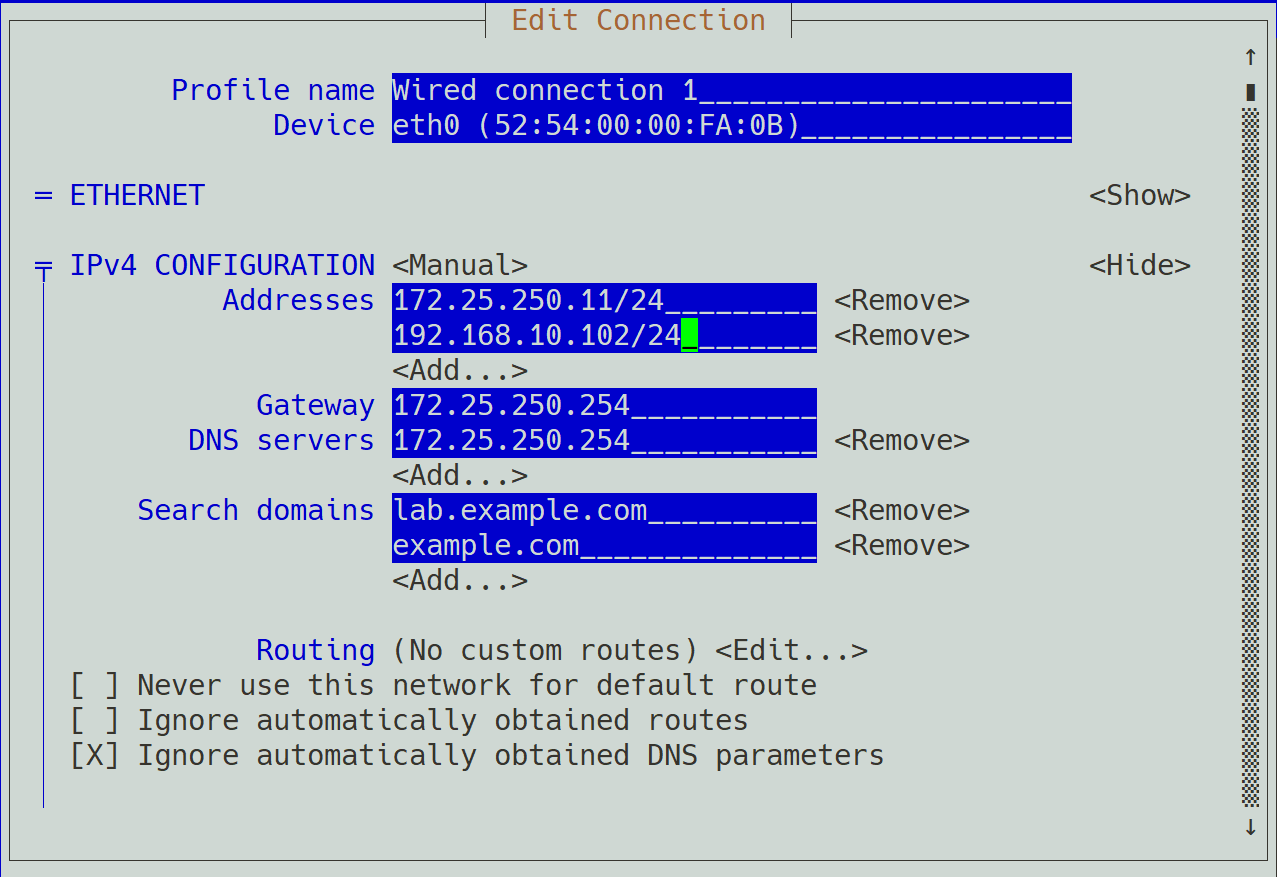 Edit Connection
Profile name Wired connection 1______________________
Device eth0 (52:54:00:00:FA:0B)________________
= ETHERNET <Show>
╤ IPv4 CONFIGURATION <Manual> <Hide>
Addresses 172.25.250.11/24_________ <Remove>
192.168.10.102/24________ <Remove>
<Add...>
Gateway 172.25.250.254___________
DNS servers 172.25.250.254___________ <Remove>
<Add...>
Search domains lab.example.com__________ <Remove>
example.com______________ <Remove>
<Add...>
Routing (No custom routes) <Edit...>
[ ] Never use this network for default route
[ ] Ignore automatically obtained routes
[X] Ignore automatically obtained DNS parameters